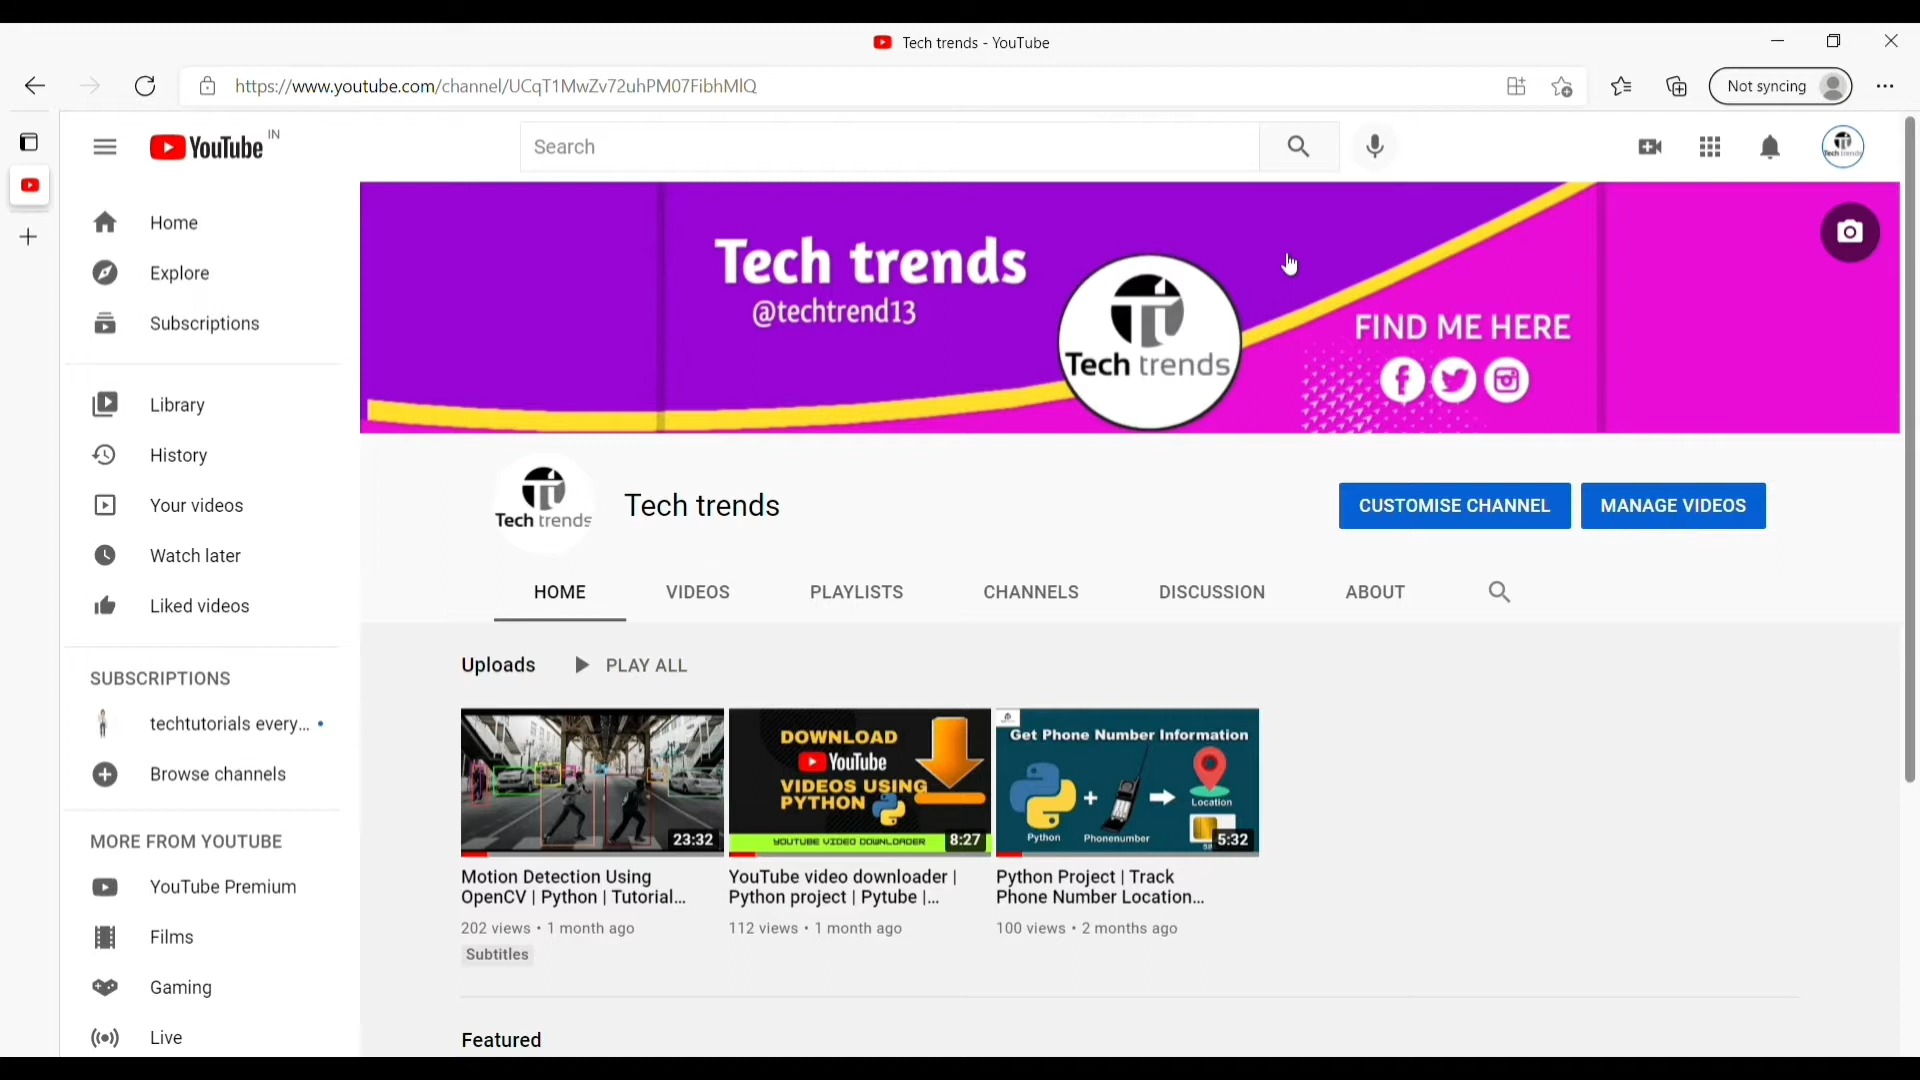 Tech trends - YouTube
https://www.youtube.com/channel/UCqT1MwZv72uhPM07FibhMlQ
Not syncing
YouTube IN
Search
Tech trends
Home
Explore
Subscriptions
Library
History
Your videos
Watch later
Liked videos
SUBSCRIPTIONS
techtutorials every...
Browse channels
MORE FROM YOUTUBE
YouTube Premium
Films
Gaming
Live
Tech trends
@techtrend13
Tech trends
FIND ME HERE
Tech trends
Tech trends
CUSTOMISE CHANNEL
MANAGE VIDEOS
HOME VIDEOS PLAYLISTS CHANNELS DISCUSSION ABOUT
Uploads PLAY ALL
23:32
Motion Detection Using
OpenCV | Python | Tutorial...
202 views • 1 month ago
Subtitles
DOWNLOAD
YouTube
VIDEOS USING
PYTHON
YOUTUBE VIDEO DOWNLOADER
8:27
YouTube video downloader |
Python project | Pytube |...
112 views • 1 month ago
Get Phone Number Information
Location
Python
Phonenumber
5:32
Python Project | Track
Phone Number Location...
100 views • 2 months ago
Featured